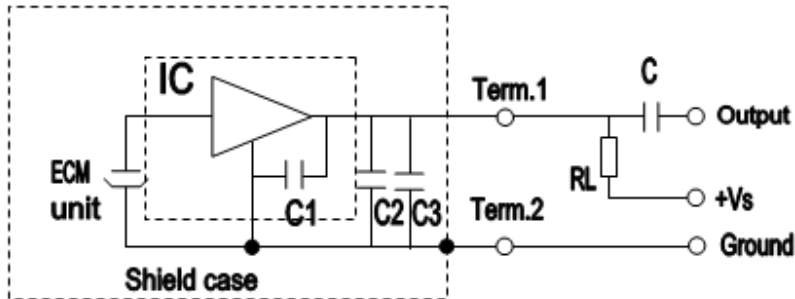 IC
Term.1
C
Output
ECM
unit
C1
C2
C3
RL
+Vs
Term.2
Ground
Shield case